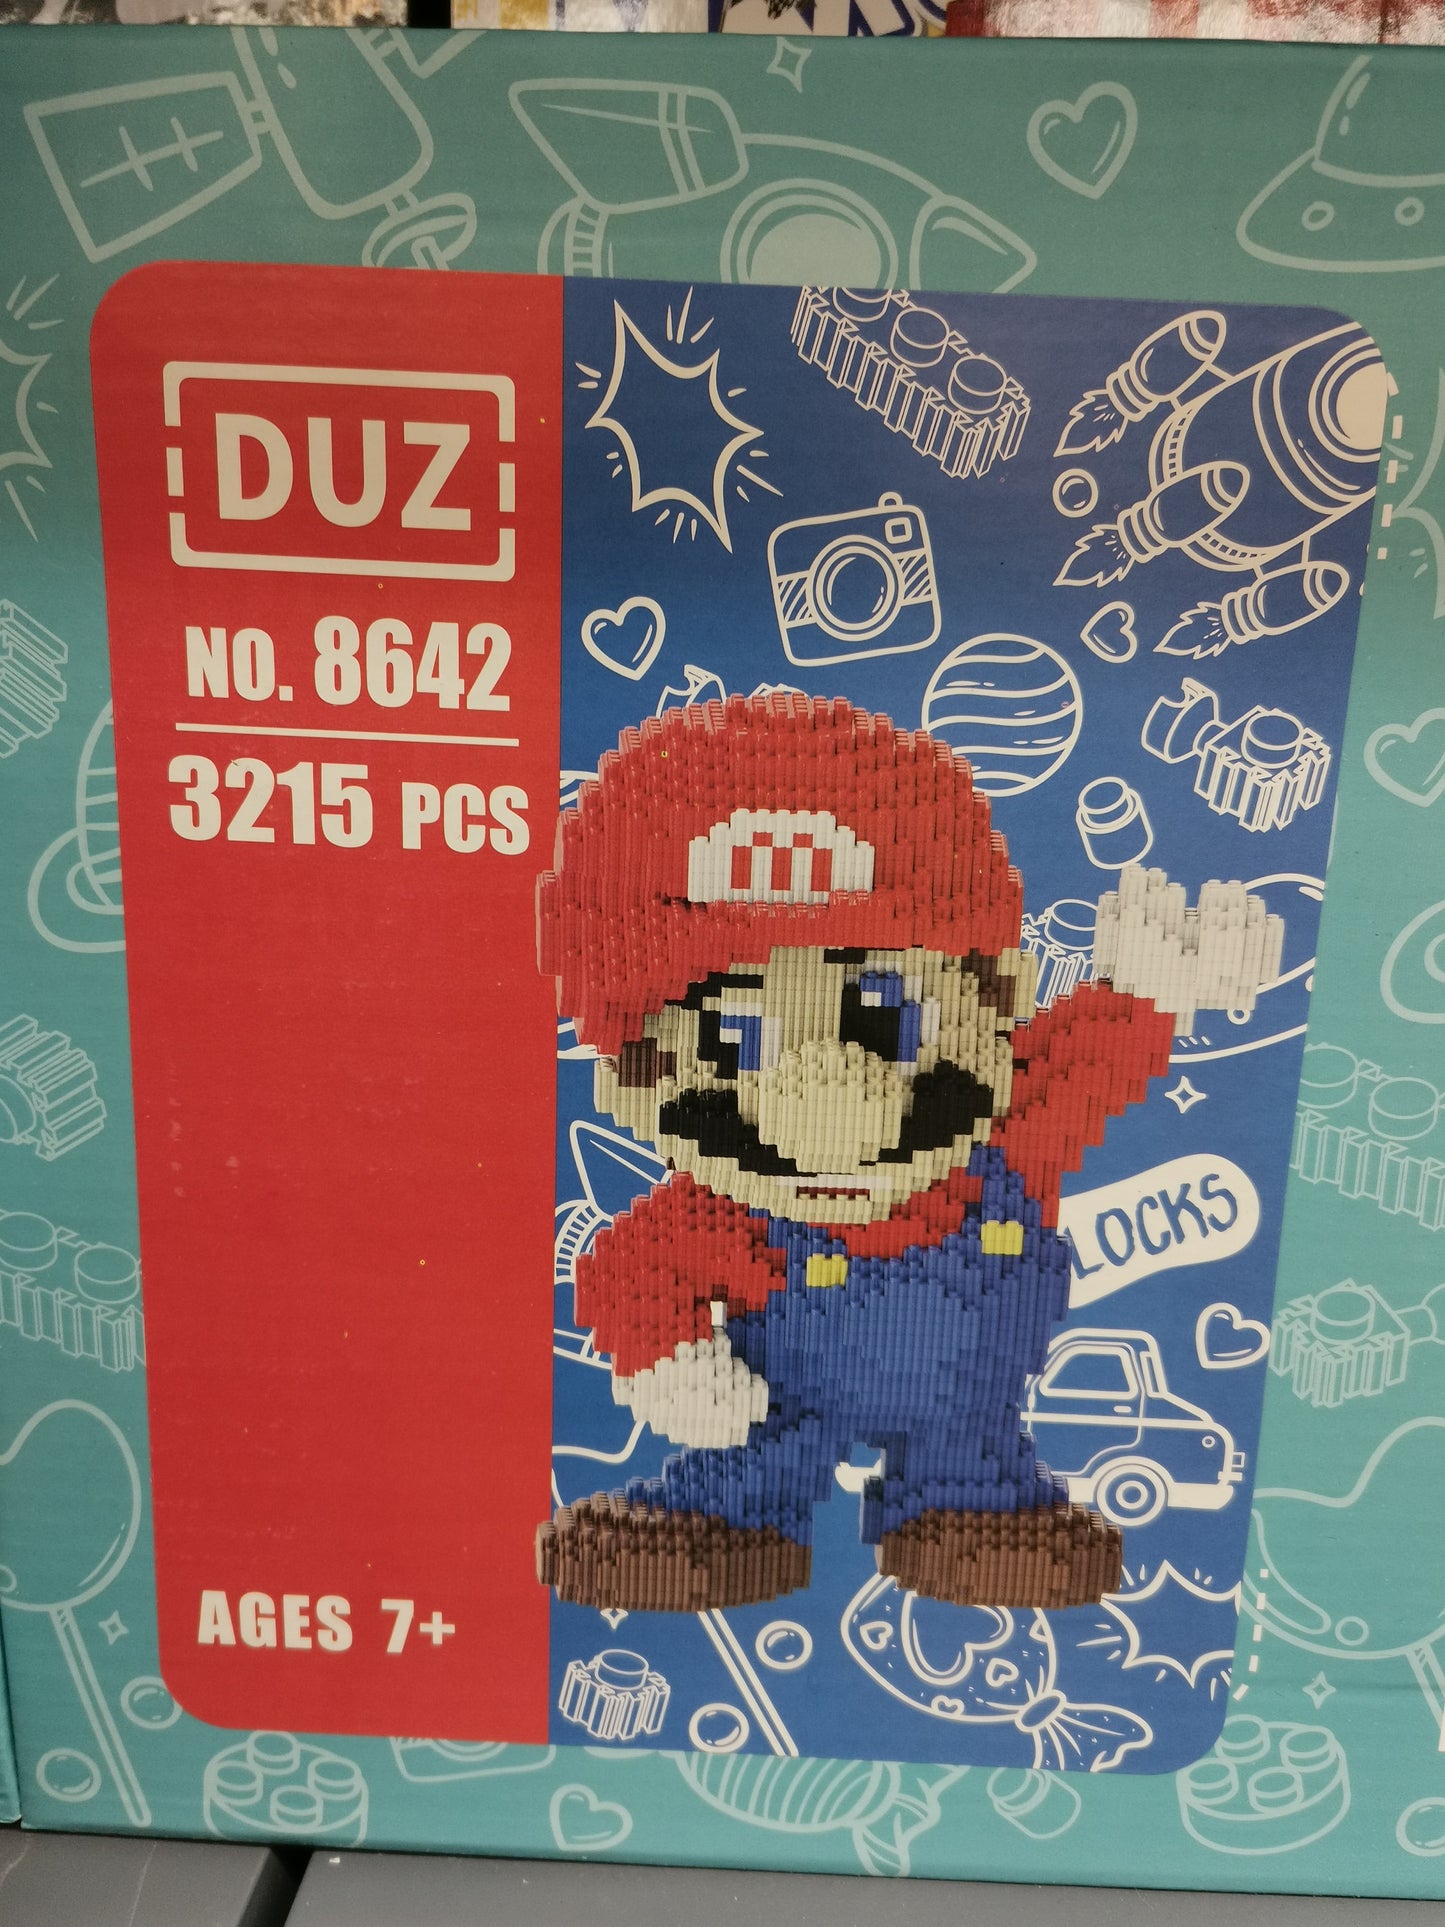 DUZ
NO. 8642
3215 PCS
m
LOCKS
AGES 7+